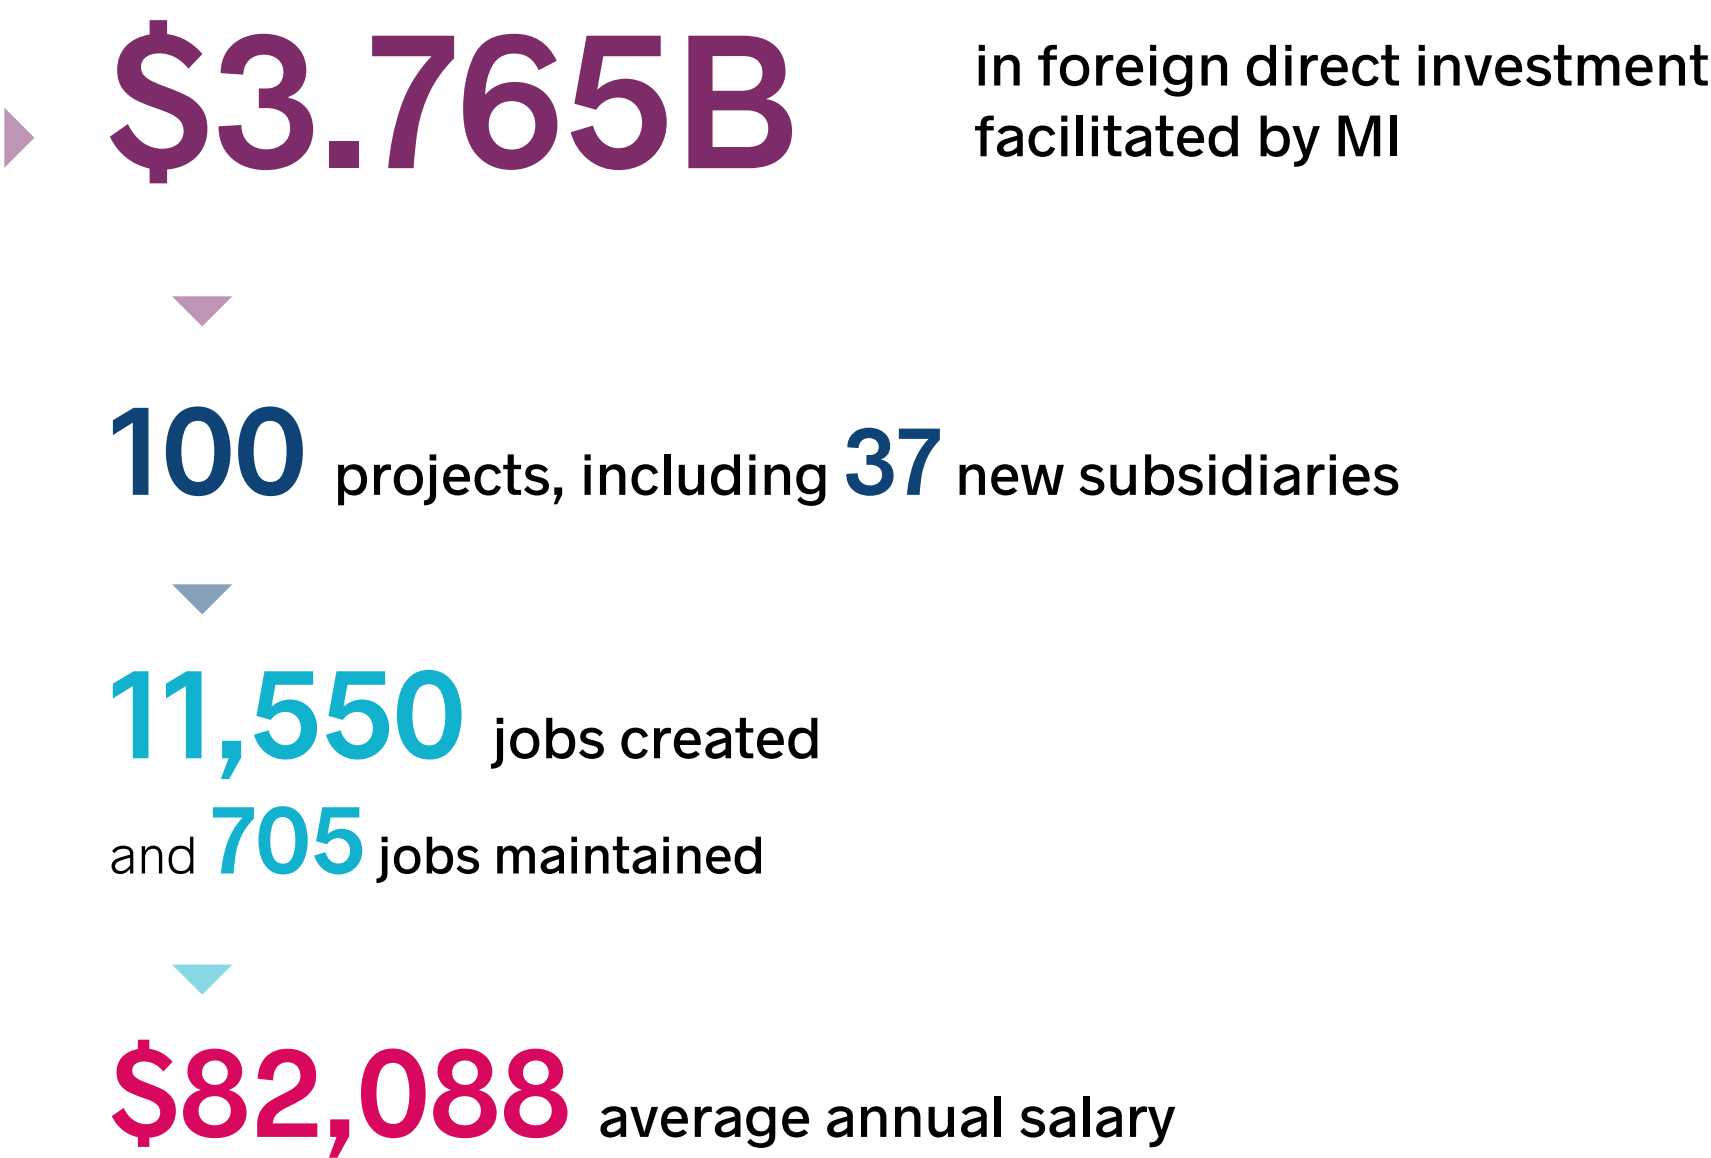 $3.765B in foreign direct investment
facilitated by MI
100 projects, including 37 new subsidiaries
11,550 jobs created
and 705 jobs maintained
$82,088 average annual salary